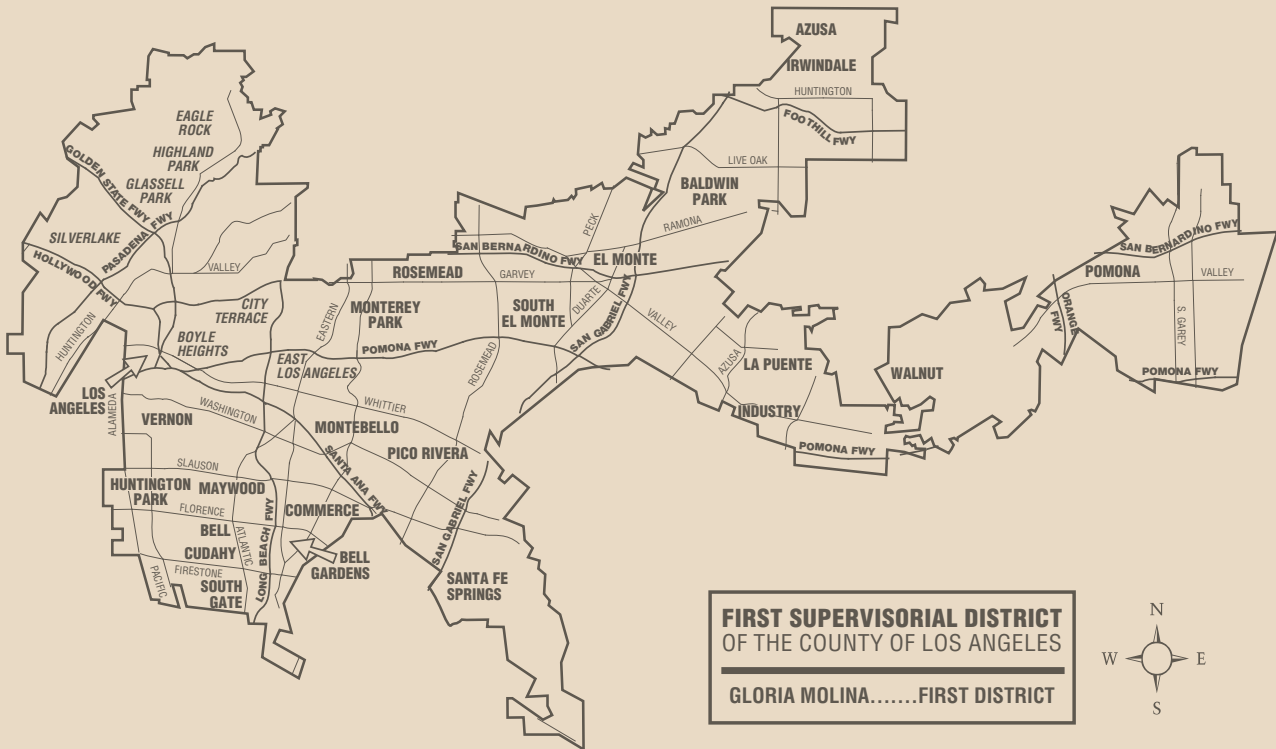 AZUSA
IRWINDALE
HUNTINGTON
FOOTHILL FWY
LIVE OAK
BALDWIN
PARK
PECK
RAMONA
EAGLE
ROCK
HIGHLAND
PARK
GLASSELL
PARK
GOLDEN STATE FWY
PASADENA FWY
SILVERLAKE
HOLLYWOOD FWY
VALLEY
HUNTINGTON
CITY
TERRACE
BOYLE
HEIGHTS
EAST
LOS ANGELES
LOS
ANGELES
ROSEMEAD
SAN BERNARDINO FWY
EL MONTE
GARVEY
MONTEREY
PARK
EASTERN
SOUTH
EL MONTE
DUARTE
SAN GABRIEL FWY
VALLEY
POMONA FWY
ROSEMEAD
AZUSA
LA PUENTE
INDUSTRY
POMONA FWY
WALNUT
SAN BERNARDINO FWY
POMONA
VALLEY
ORANGE
FWY
S. GAREY
POMONA FWY
ALAMEDA
VERNON
WASHINGTON
WHITTIER
MONTEBELLO
PICO RIVERA
SANTA ANA FWY
SLAUSON
HUNTINGTON
PARK
MAYWOOD
COMMERCE
FLORENCE
BELL
ATLANTIC
LONG BEACH FWY
CUDAHY
FIRESTONE
PACIFIC
SOUTH
GATE
BELL
GARDENS
SAN GABRIEL FWY
SANTA FE
SPRINGS
FIRST SUPERVISORIAL DISTRICT
OF THE COUNTY OF LOS ANGELES
GLORIA MOLINA.......FIRST DISTRICT
N
W E
S